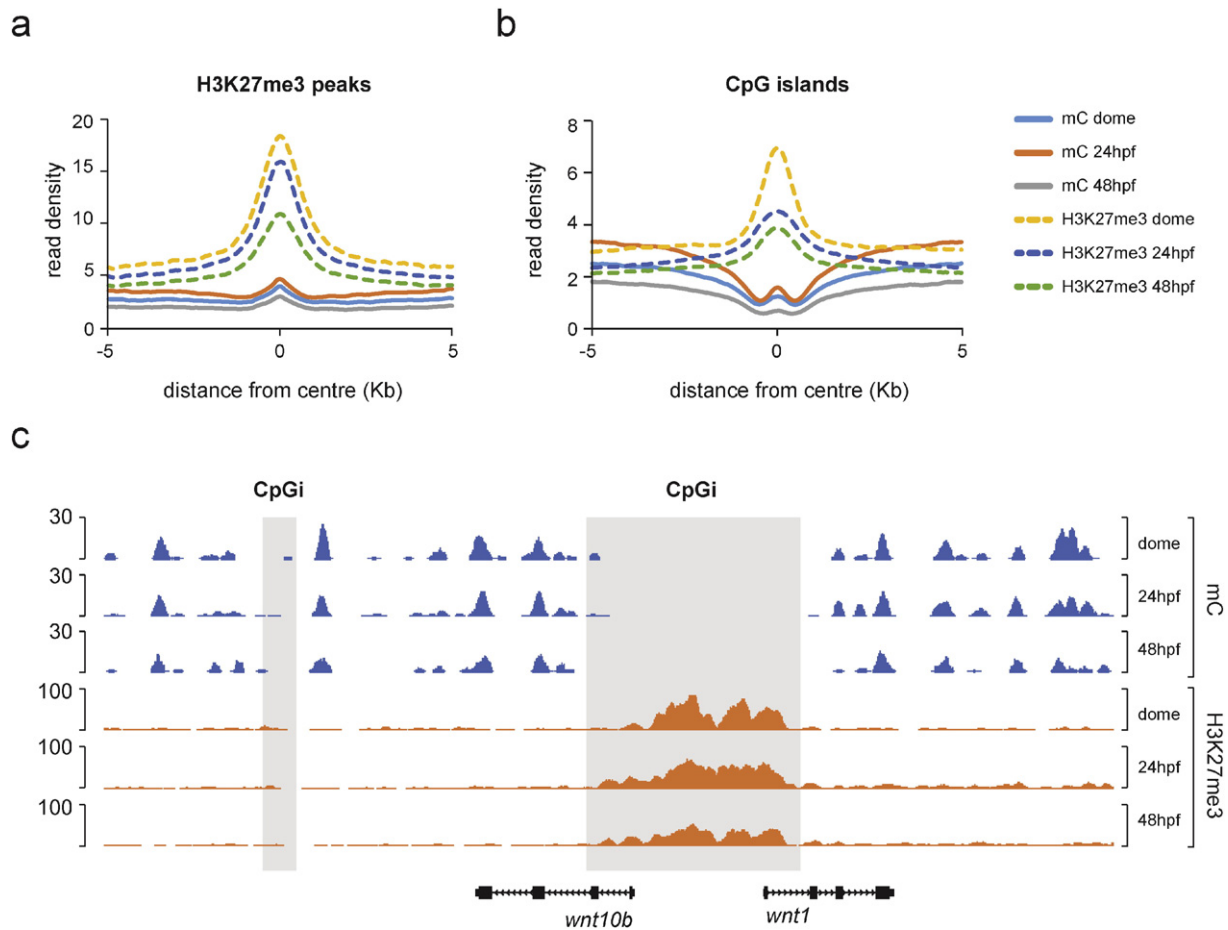 a
H3K27me3 peaks
20
15
10
5
0
read density
-5 0 5
distance from centre (Kb)
b
CpG islands
8
6
4
2
0
read density
-5 0 5
distance from centre (Kb)
mC dome
mC 24hpf
mC 48hpf
H3K27me3 dome
H3K27me3 24hpf
H3K27me3 48hpf
c
CpGi CpGi
30 dome
30 24hpf
30 48hpf
mC
100 dome
100 24hpf
100 48hpf
H3K27me3
wnt10b wnt1